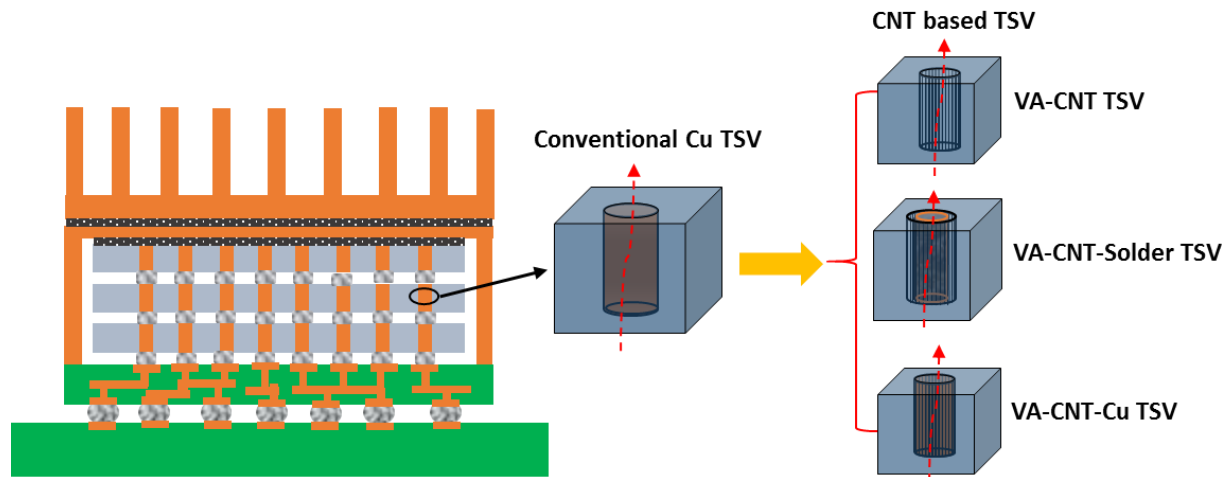 CNT based TSV
VA-CNT TSV
Conventional Cu TSV
VA-CNT-Solder TSV
VA-CNT-Cu TSV